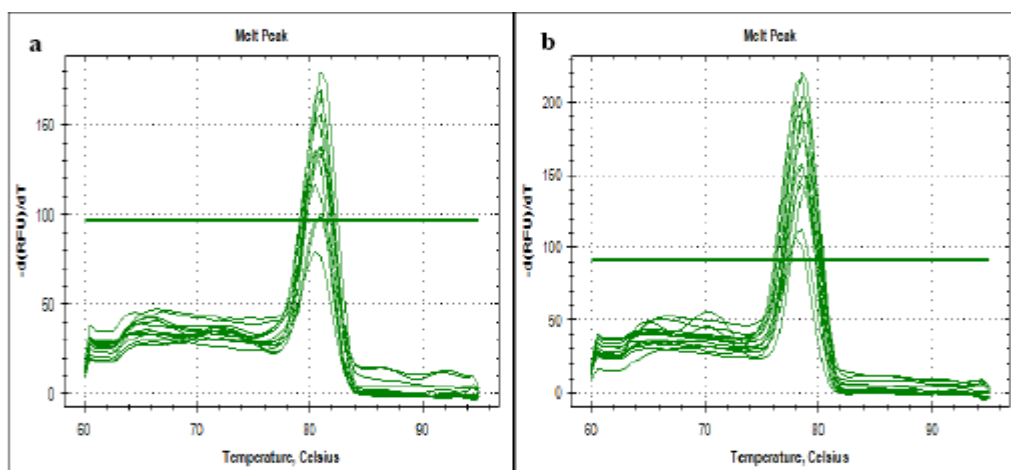 a
Melt Peak
-d(RFU)/dT
150
100
50
0
60 70 80 90
Temperature, Celsius
b
Melt Peak
-d(RFU)/dT
200
150
100
50
0
60 70 80 90
Temperature, Celsius